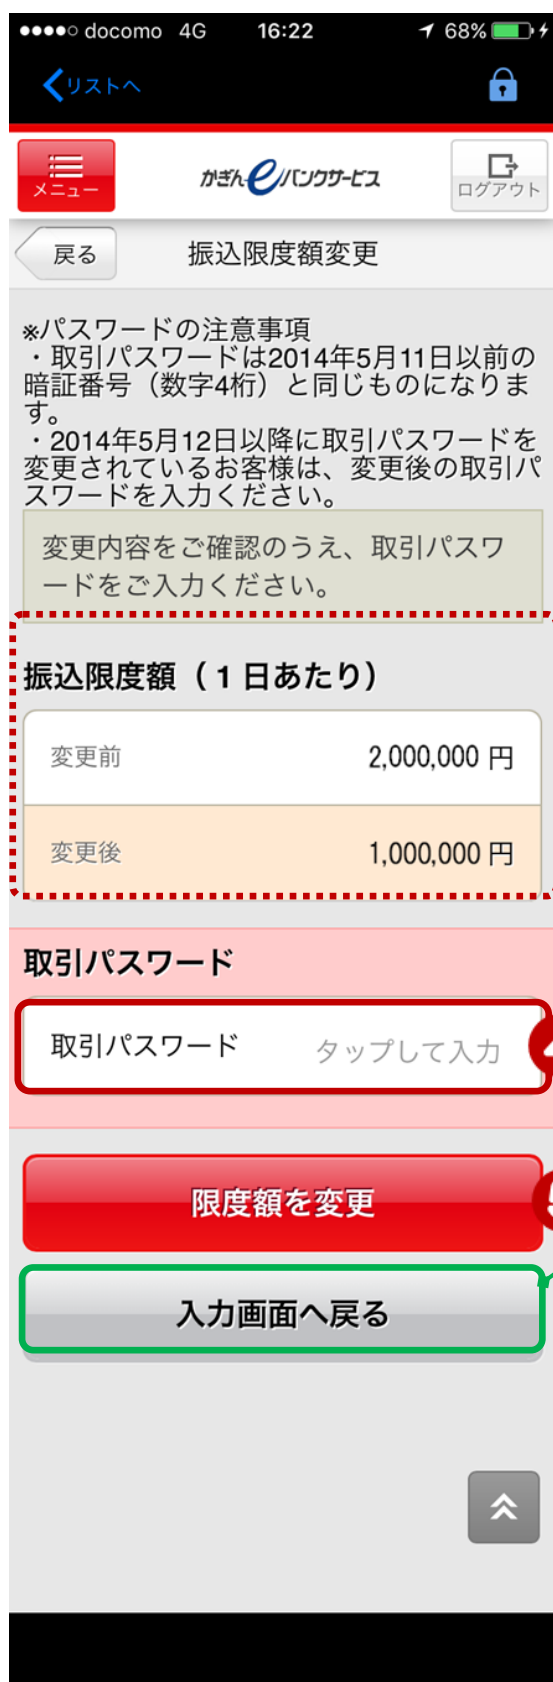 docomo 4G 16:22 68%
リストへ
メニュー
かぎんeバンクサービス
ログアウト
戻る
振込限度額変更
※パスワードの注意事項
・取引パスワードは2014年5月11日以前の
暗証番号（数字4桁）と同じものになりま
す。
・2014年5月12日以降に取引パスワードを
変更されているお客様は、変更後の取引パ
スワードを入力ください。
変更内容をご確認のうえ、取引パスワ
ードをご入力ください。
振込限度額（1日あたり）
変更前 2,000,000 円
変更後 1,000,000 円
取引パスワード
取引パスワード タップして入力
限度額を変更
入力画面へ戻る